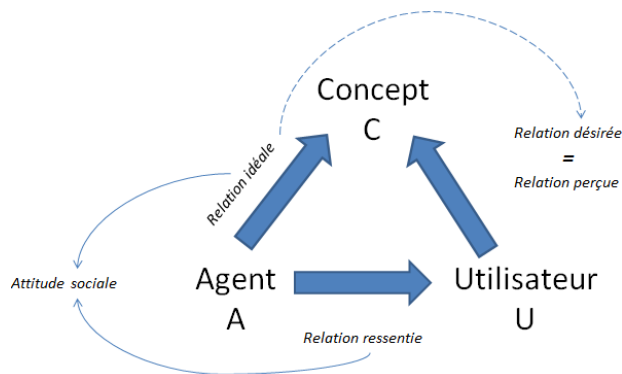 Concept
C
Relation désirée
=
Relation perçue
Relation idéale
Attitude sociale
Agent
A
Utilisateur
U
Relation ressentie